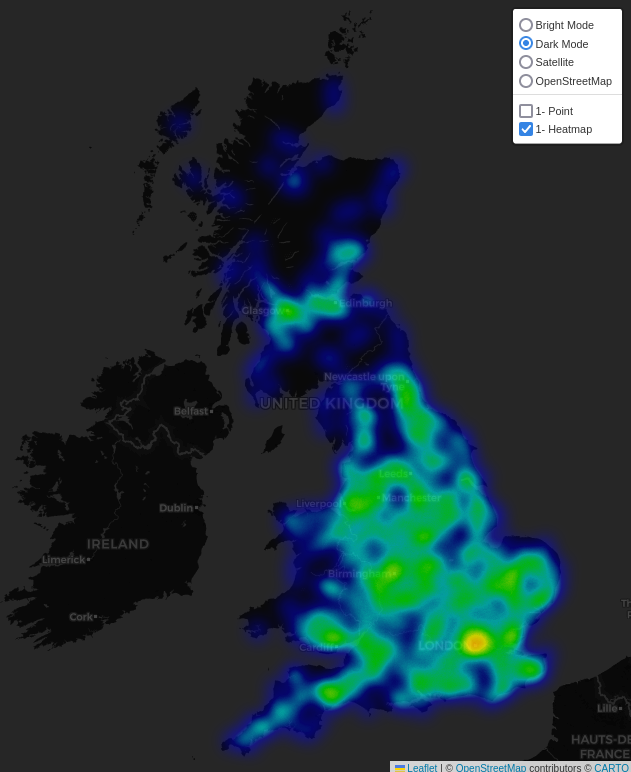 Bright Mode
Dark Mode
Satellite
OpenStreetMap
1- Point
1- Heatmap
Glasgow
Edinburgh
Newcastle upon
Tyne
UNITED KINGDOM
Belfast
Leeds
Manchester
Liverpool
Dublin
IRELAND
Limerick
Birmingham
Cork
Cardiff
LONDON
Lille
HAUTS-DE
FRANCE
Leaflet | © OpenStreetMap contributors © CARTO